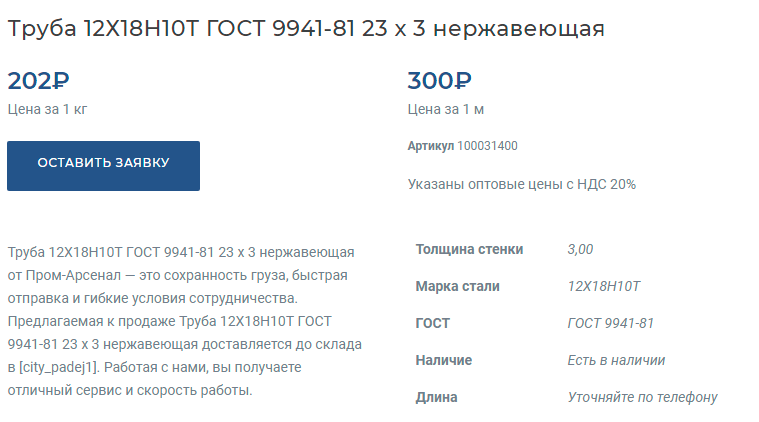 Труба 12Х18Н10Т ГОСТ 9941-81 23 х 3 нержавеющая
202₽
Цена за 1 кг
ОСТАВИТЬ ЗАЯВКУ
300₽
Цена за 1 м
Артикул 100031400
Указаны оптовые цены с НДС 20%
Труба 12Х18Н10Т ГОСТ 9941-81 23 х 3 нержавеющая
от Пром-Арсенал — это сохранность груза, быстрая
отправка и гибкие условия сотрудничества.
Предлагаемая к продаже Труба 12Х18Н10Т ГОСТ
9941-81 23 х 3 нержавеющая доставляется до склада
в [city_padej1]. Работая с нами, вы получаете
отличный сервис и скорость работы.
Толщина стенки 3,00
Марка стали 12Х18Н10Т
ГОСТ ГОСТ 9941-81
Наличие Есть в наличии
Длина Уточняйте по телефону